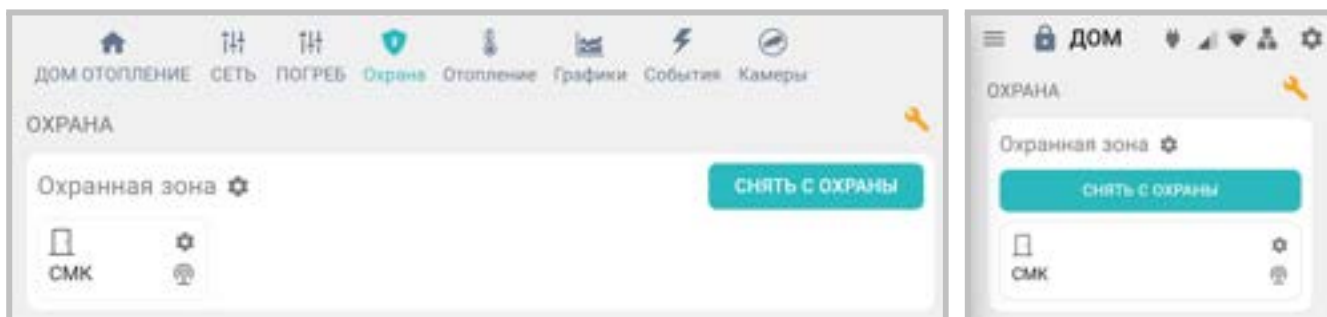 ДОМ ОТОПЛЕНИЕ СЕТЬ ПОГРЕБ Охрана Отопление Графики События Камеры
ОХРАНА
Охранная зона
СНЯТЬ С ОХРАНЫ
СМК
ДОМ
ОХРАНА
Охранная зона
СНЯТЬ С ОХРАНЫ
СМК